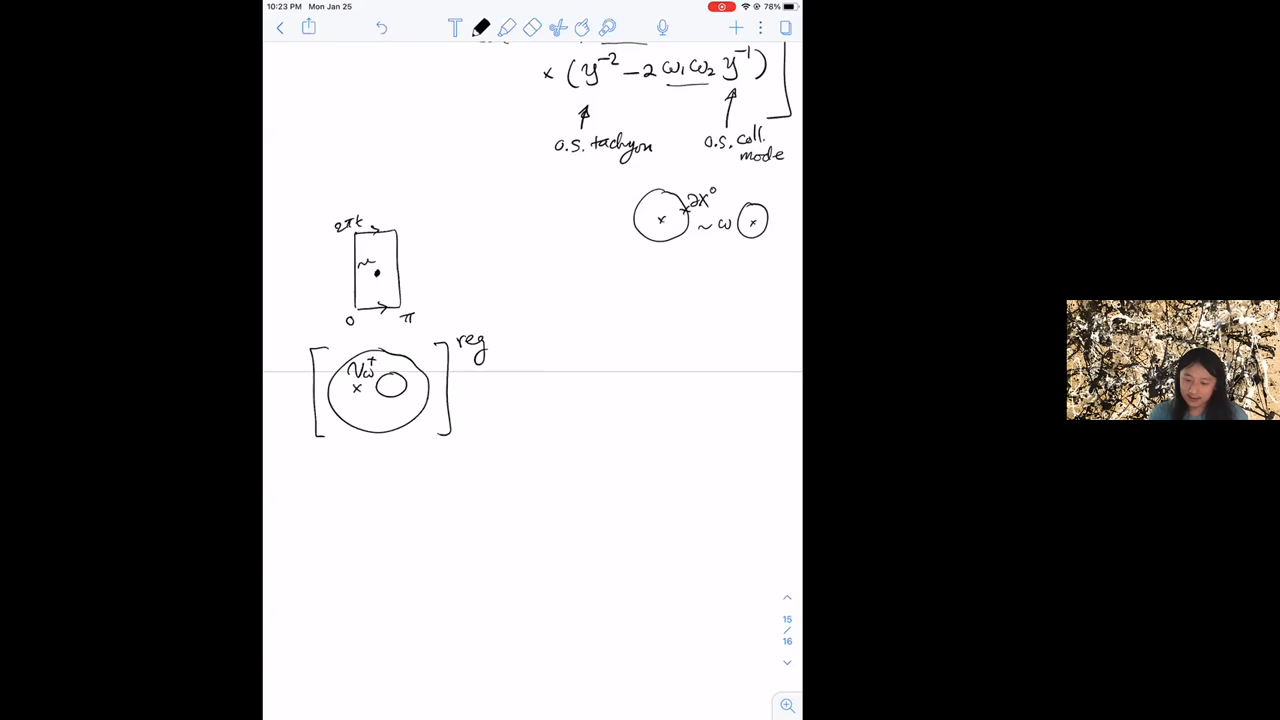 10:23 PM Mon Jan 25
78%
× (y⁻² − 2 ω₁ω₂ y⁻¹)
o.s. tachyon
o.s. coll.
mode
∂X⁰
~ ω
2πt
0
π
reg
V_ω⁺
15
/
16